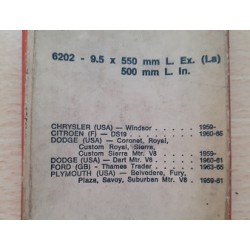 6202 - 9.5 x 550 mm L. Ex. (La)
500 mm L. In.
CHRYSLER (USA) — Windsor . . . . . . 1959-
CITROEN (F) — DS19 . . . . . . . . 1960-65
DODGE (USA) — Coronet, Royal,
Custom Royal, Sierra,
Custom Sierra Mtr. V8 . . . . . 1959-
DODGE (USA) — Dart Mtr. V8 . . . . 1960-61
FORD (GB) — Thames Trader . . . . 1963-65
PLYMOUTH (USA) — Belvedere, Fury,
Plaza, Savoy, Suburban Mtr. V8 . . 1959-61